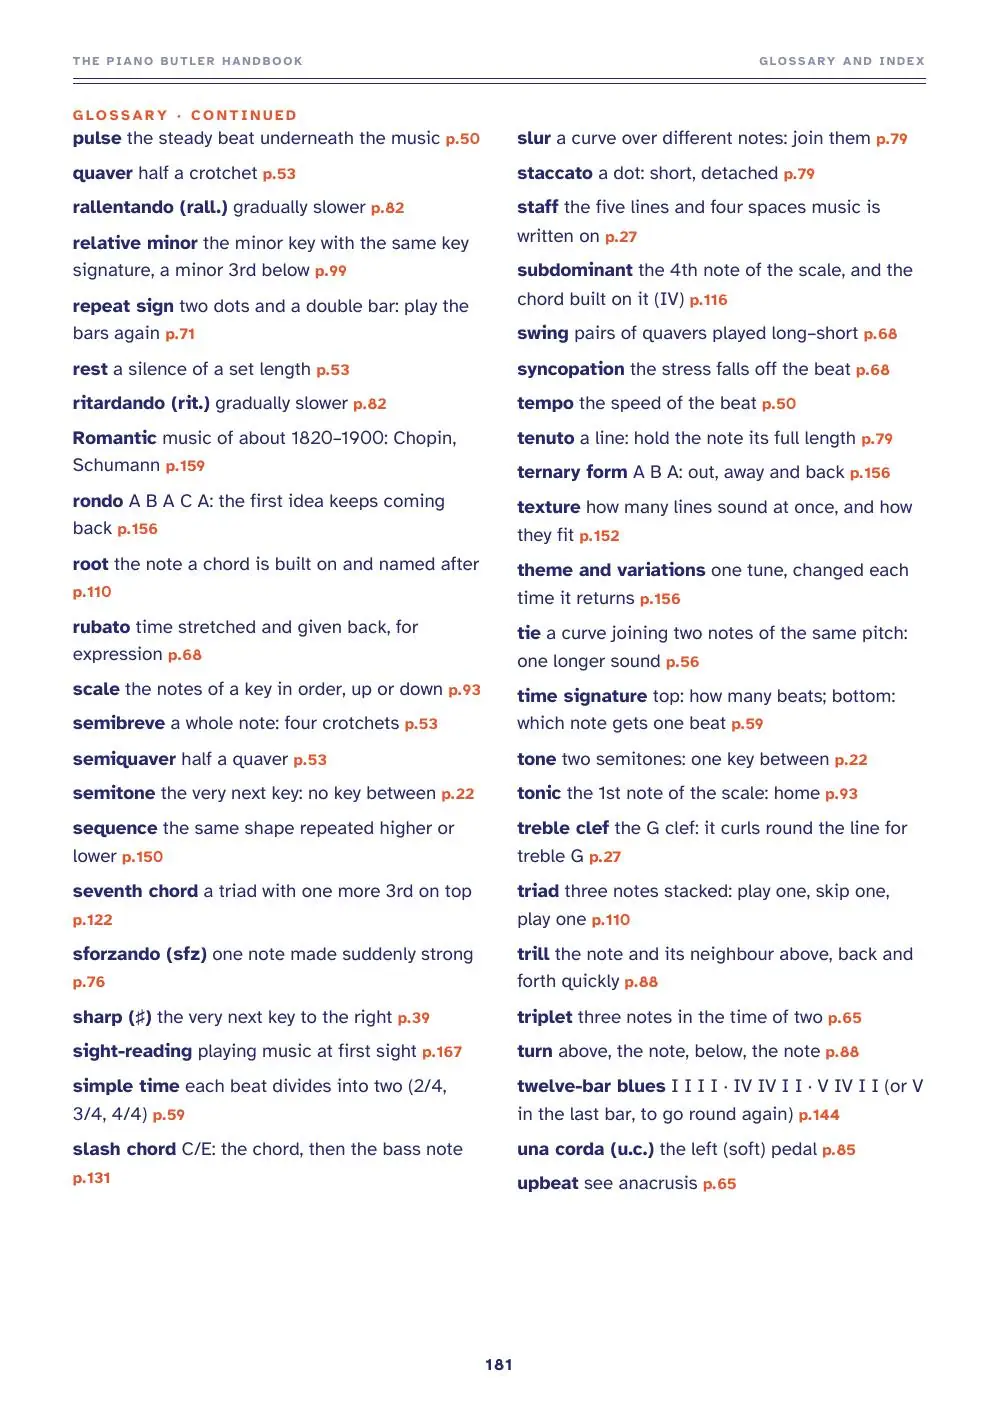 THE PIANO BUTLER HANDBOOK
GLOSSARY AND INDEX
GLOSSARY · CONTINUED
pulse the steady beat underneath the music p.50
quaver half a crotchet p.53
rallentando (rall.) gradually slower p.82
relative minor the minor key with the same key
signature, a minor 3rd below p.99
repeat sign two dots and a double bar: play the
bars again p.71
rest a silence of a set length p.53
ritardando (rit.) gradually slower p.82
Romantic music of about 1820–1900: Chopin,
Schumann p.159
rondo A B A C A: the first idea keeps coming
back p.156
root the note a chord is built on and named after
p.110
rubato time stretched and given back, for
expression p.68
scale the notes of a key in order, up or down p.93
semibreve a whole note: four crotchets p.53
semiquaver half a quaver p.53
semitone the very next key: no key between p.22
sequence the same shape repeated higher or
lower p.150
seventh chord a triad with one more 3rd on top
p.122
sforzando (sfz) one note made suddenly strong
p.76
sharp (♯) the very next key to the right p.39
sight-reading playing music at first sight p.167
simple time each beat divides into two (2/4,
3/4, 4/4) p.59
slash chord C/E: the chord, then the bass note
p.131
slur a curve over different notes: join them p.79
staccato a dot: short, detached p.79
staff the five lines and four spaces music is
written on p.27
subdominant the 4th note of the scale, and the
chord built on it (IV) p.116
swing pairs of quavers played long–short p.68
syncopation the stress falls off the beat p.68
tempo the speed of the beat p.50
tenuto a line: hold the note its full length p.79
ternary form A B A: out, away and back p.156
texture how many lines sound at once, and how
they fit p.152
theme and variations one tune, changed each
time it returns p.156
tie a curve joining two notes of the same pitch:
one longer sound p.56
time signature top: how many beats; bottom:
which note gets one beat p.59
tone two semitones: one key between p.22
tonic the 1st note of the scale: home p.93
treble clef the G clef: it curls round the line for
treble G p.27
triad three notes stacked: play one, skip one,
play one p.110
trill the note and its neighbour above, back and
forth quickly p.88
triplet three notes in the time of two p.65
turn above, the note, below, the note p.88
twelve-bar blues I I I I · IV IV I I · V IV I I (or V
in the last bar, to go round again) p.144
una corda (u.c.) the left (soft) pedal p.85
upbeat see anacrusis p.65
181